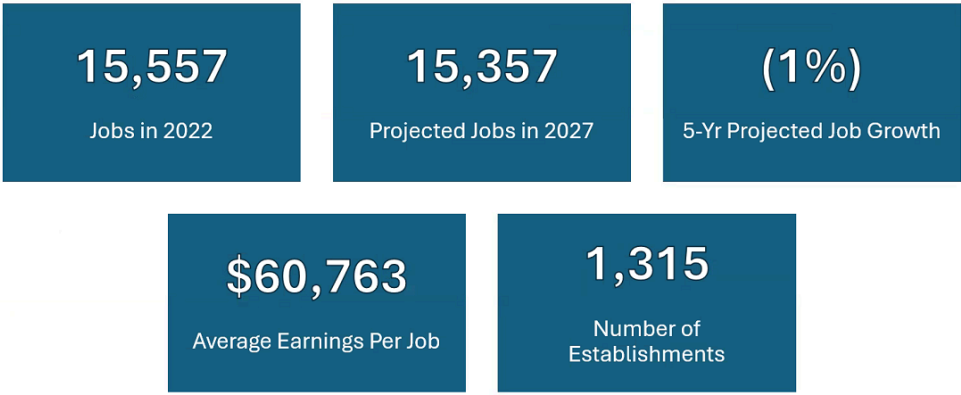 15,557
Jobs in 2022
15,357
Projected Jobs in 2027
(1%)
5-Yr Projected Job Growth
$60,763
Average Earnings Per Job
1,315
Number of
Establishments